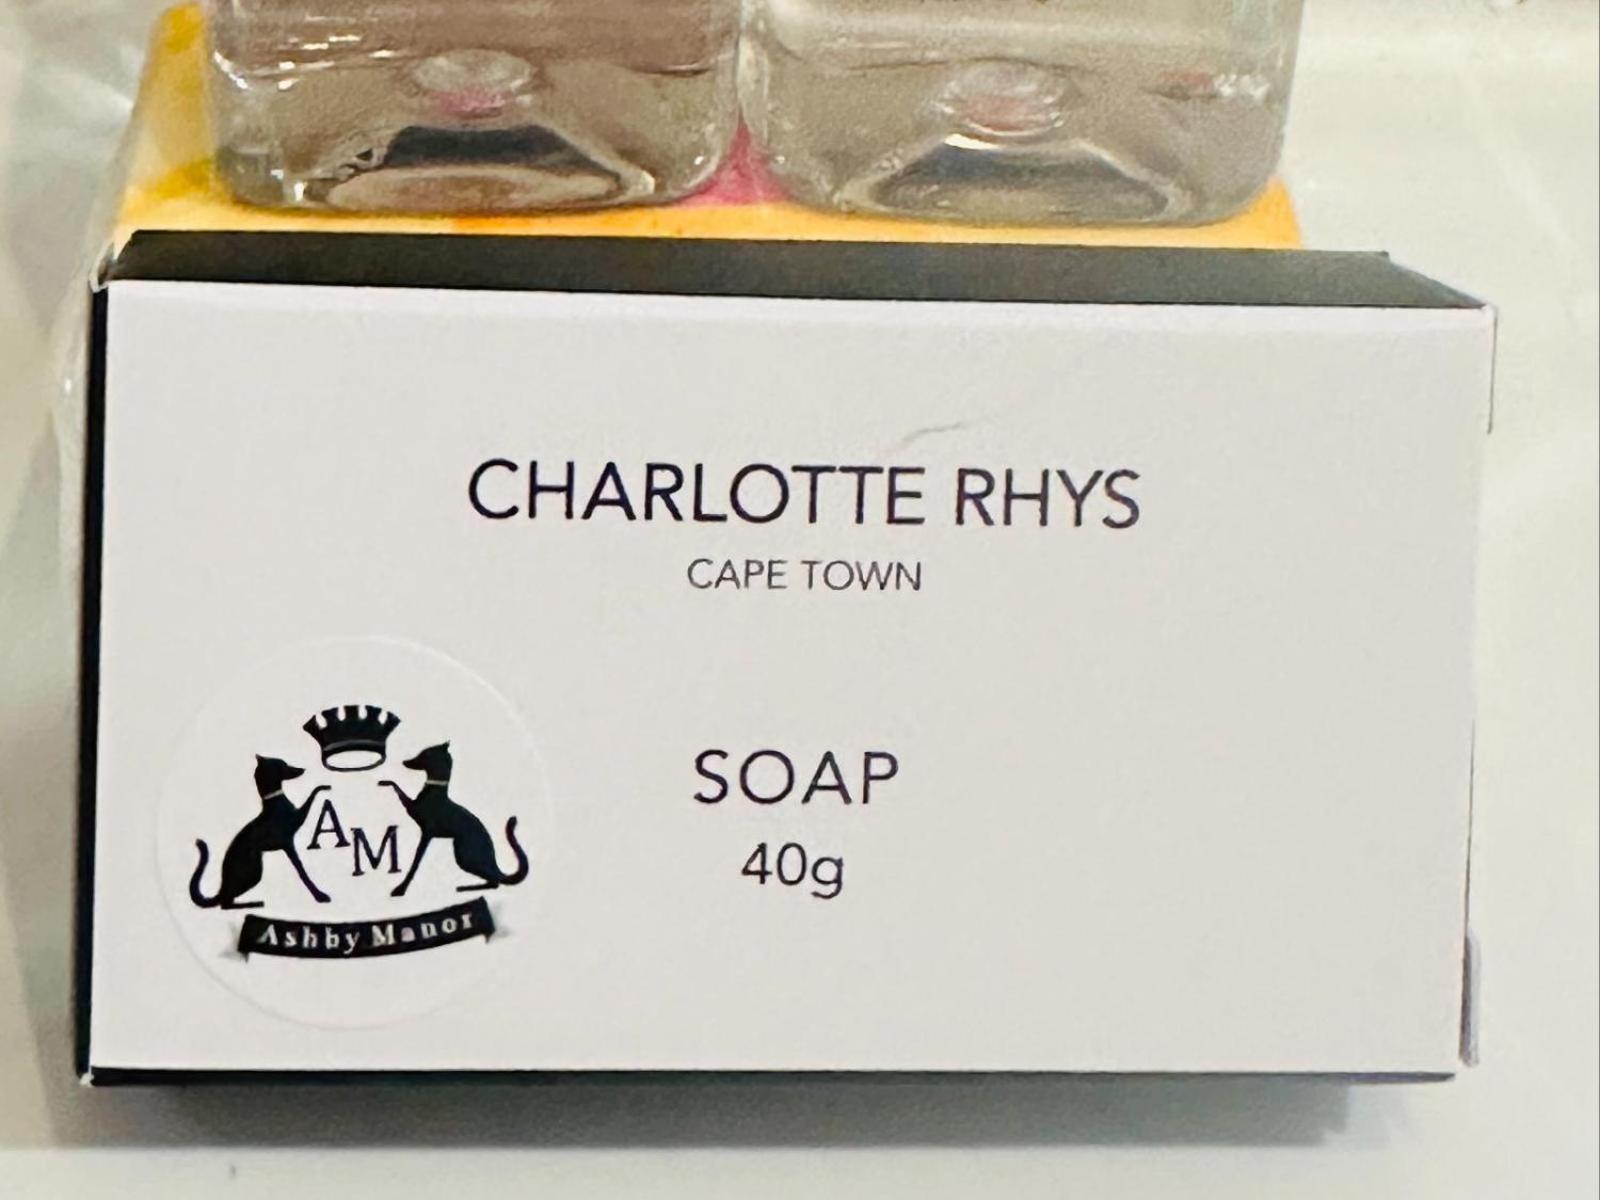 CHARLOTTE RHYS
CAPE TOWN
SOAP
40g
AM
Ashby Manor